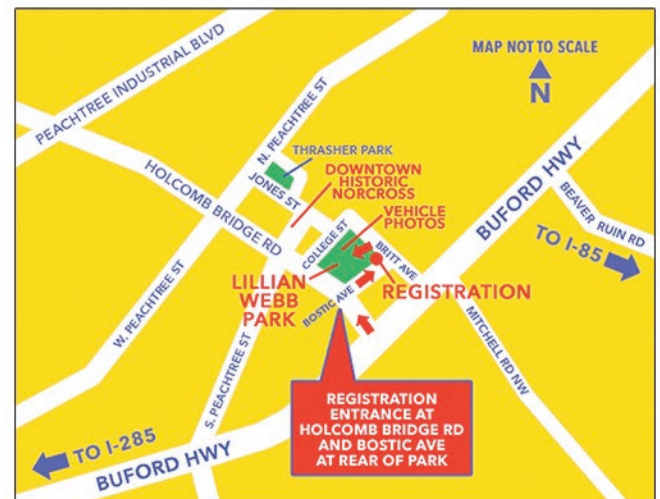 PEACHTREE INDUSTRIAL BLVD
MAP NOT TO SCALE
N
N. PEACHTREE ST
THRASHER PARK
HOLCOMB BRIDGE RD
JONES ST
DOWNTOWN
HISTORIC
NORCROSS
VEHICLE
PHOTOS
BUFORD HWY
BEAVER RUIN RD
TO I-85
COLLEGE ST
BRITT AVE
LILLIAN
WEBB
PARK
BOSTIC AVE
REGISTRATION
W. PEACHTREE ST
S. PEACHTREE ST
MITCHELL RD NW
REGISTRATION
ENTRANCE AT
HOLCOMB BRIDGE RD
AND BOSTIC AVE
AT REAR OF PARK
TO I-285
BUFORD HWY